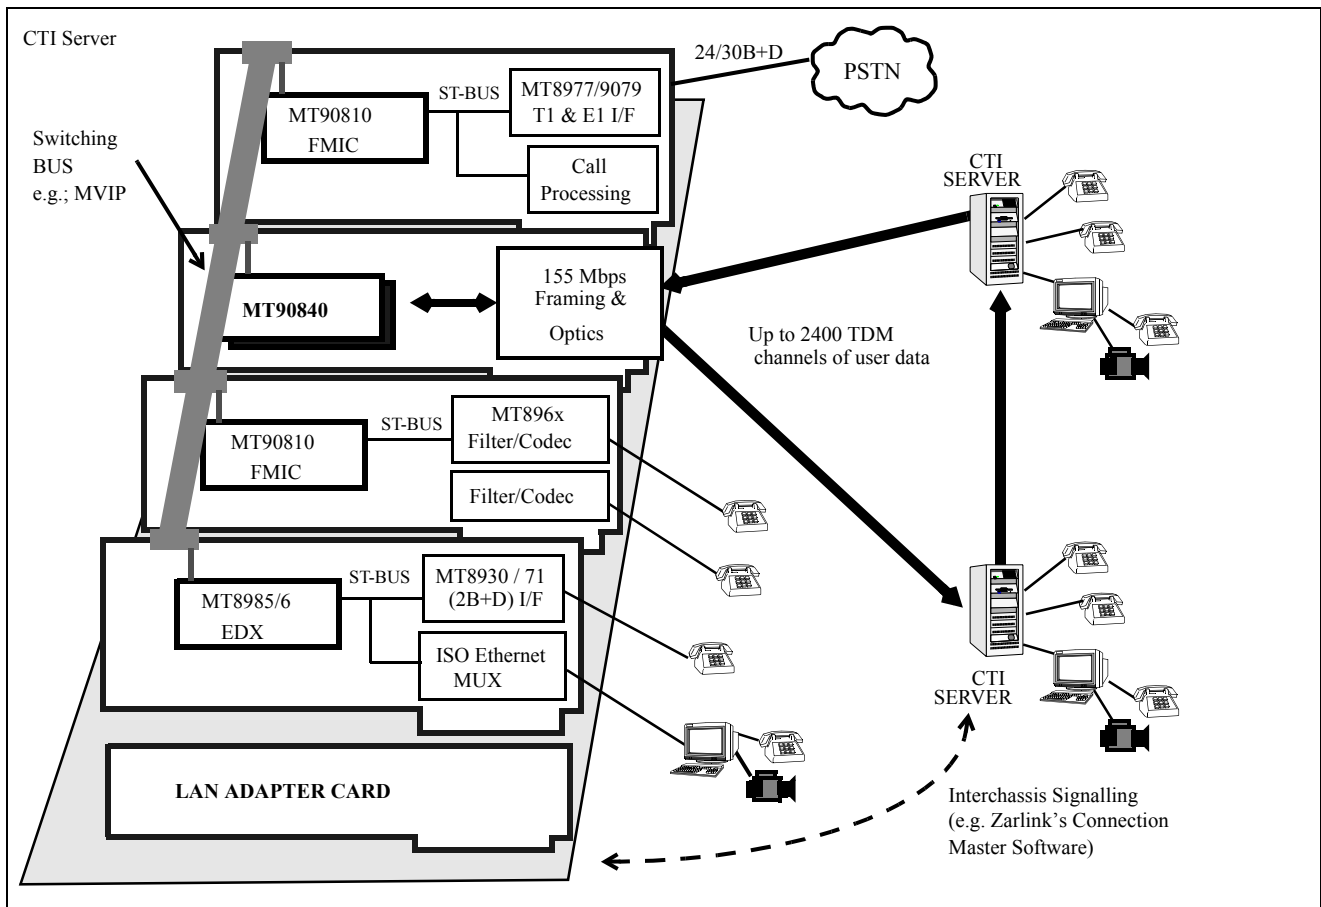 CTI Server
24/30B+D
PSTN
ST-BUS
MT8977/9079
T1 & E1 I/F
MT90810
FMIC
Call
Processing
Switching
BUS
e.g.; MVIP
CTI
SERVER
MT90840
155 Mbps
Framing &
Optics
Up to 2400 TDM
channels of user data
MT90810
FMIC
ST-BUS
MT896x
Filter/Codec
Filter/Codec
MT8985/6
EDX
ST-BUS
MT8930 / 71
(2B+D) I/F
ISO Ethernet
MUX
CTI
SERVER
LAN ADAPTER CARD
Interchassis Signalling
(e.g. Zarlink’s Connection
Master Software)